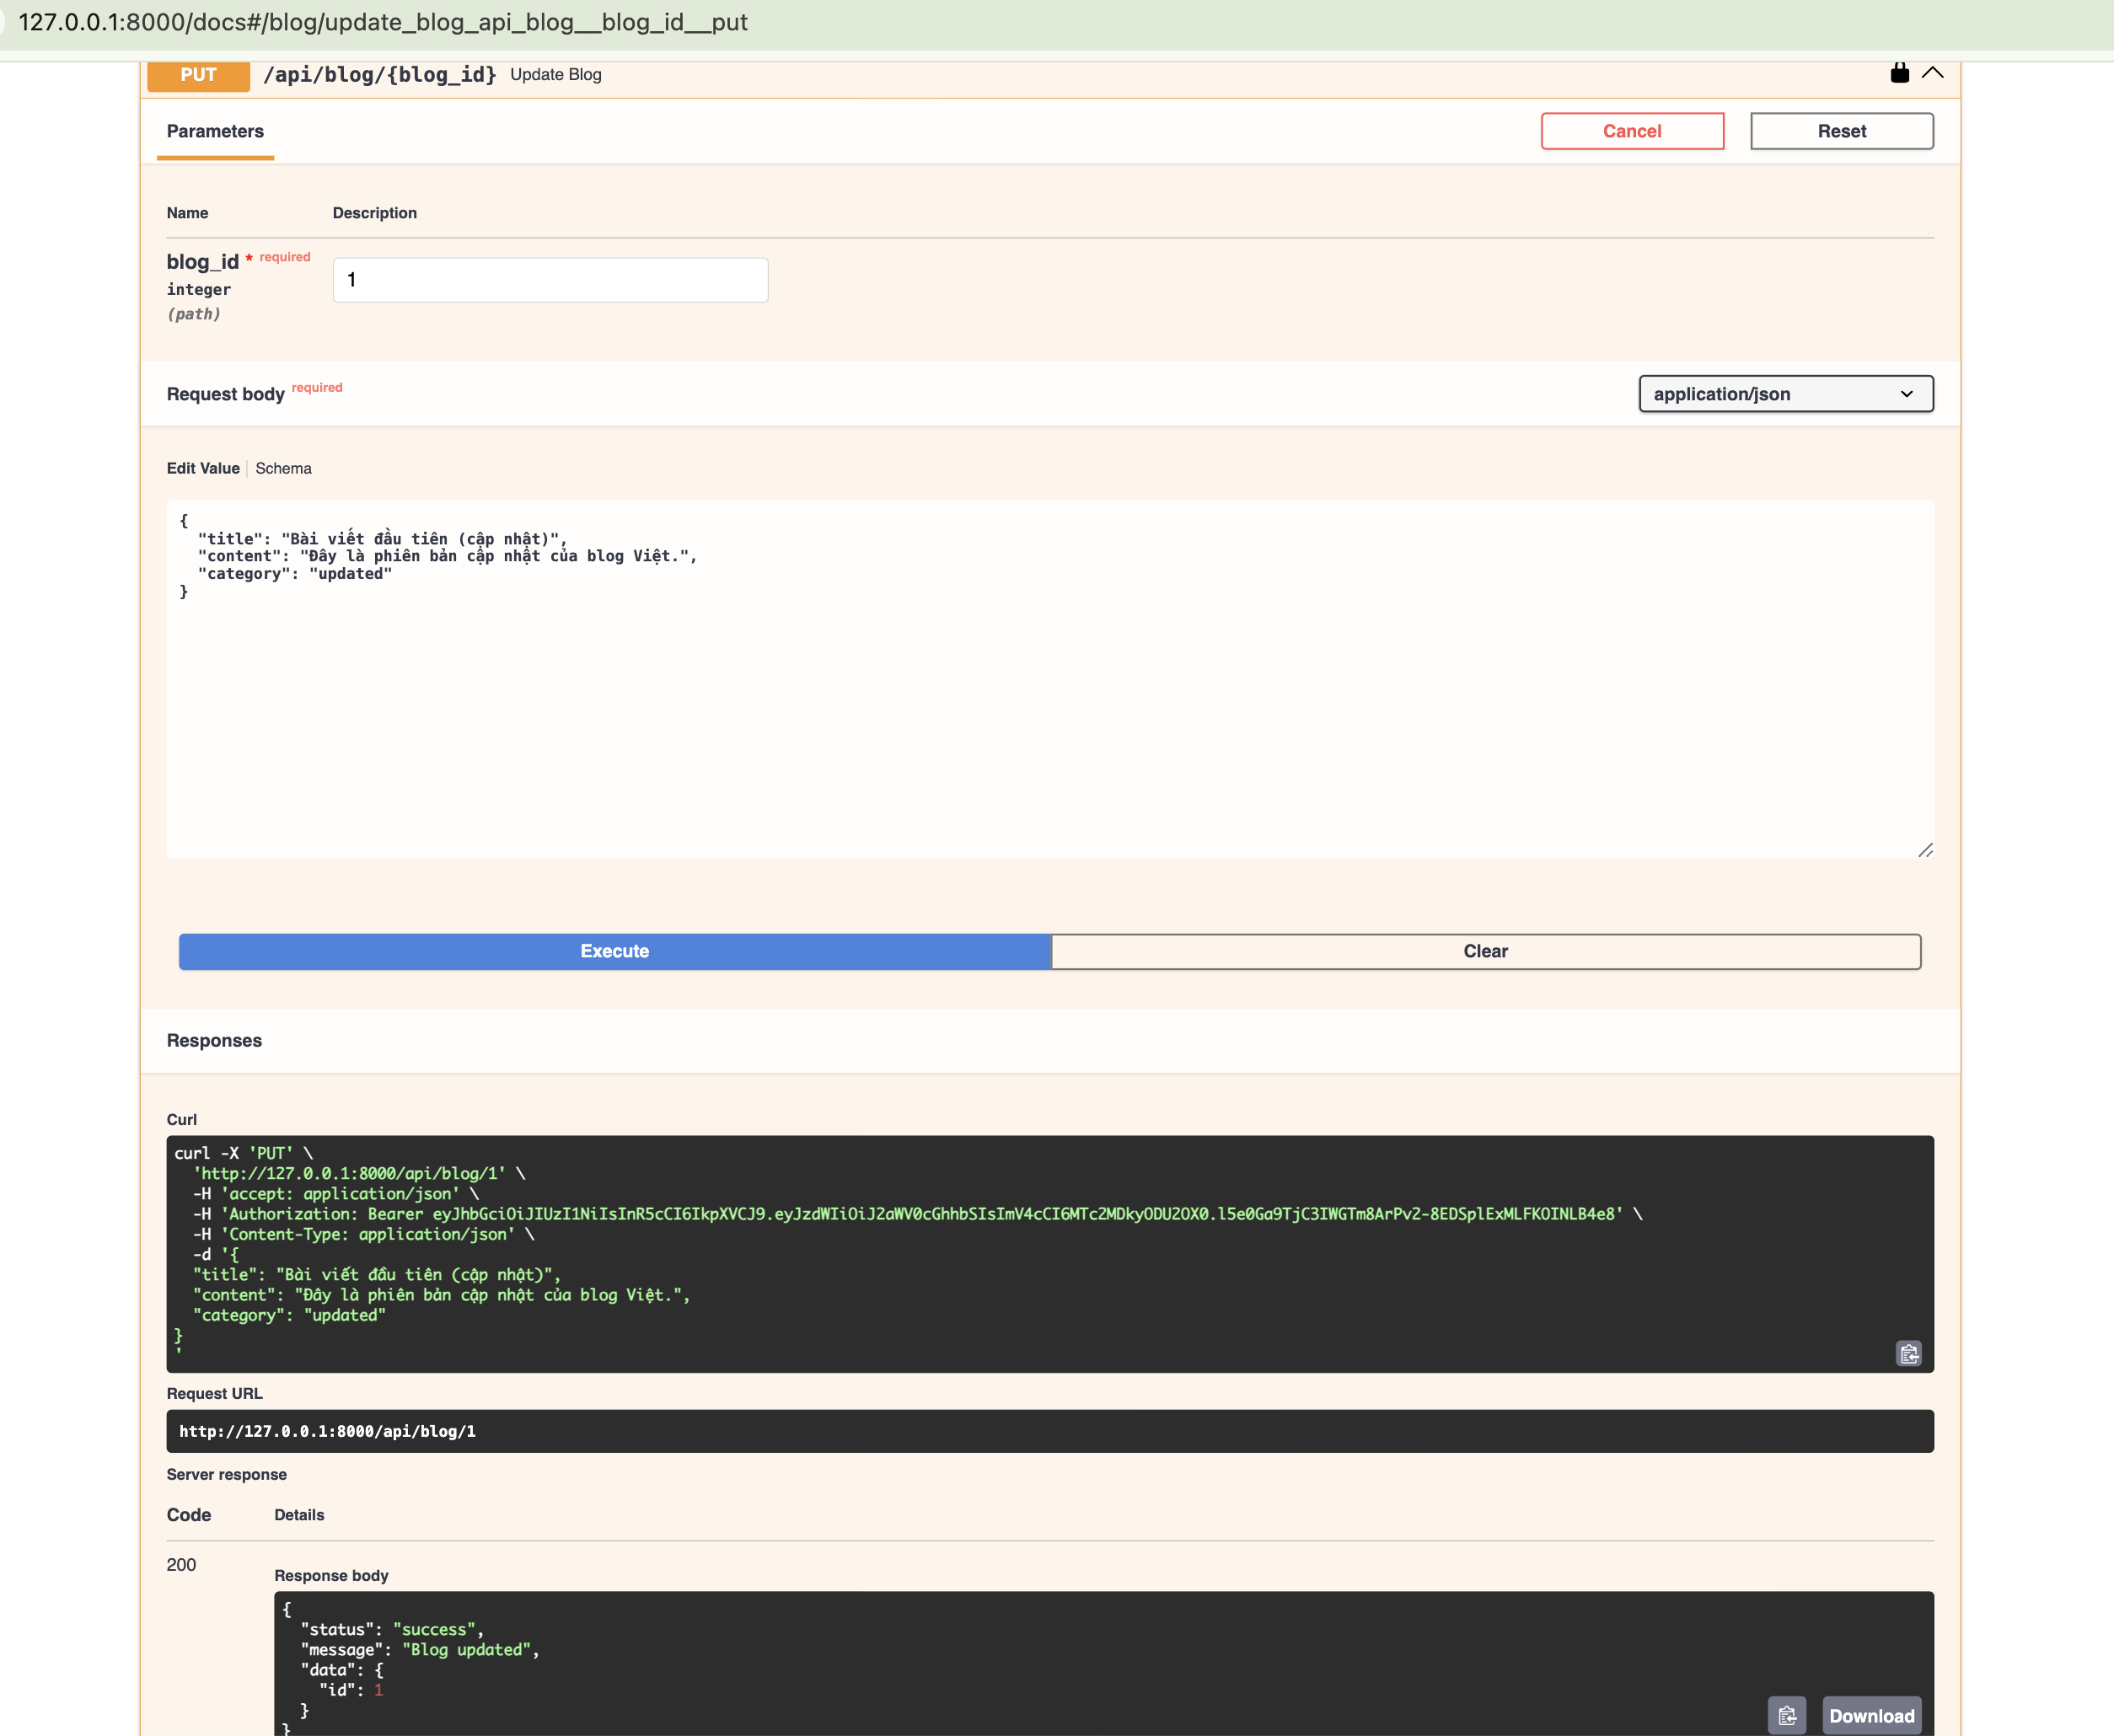 127.0.0.1:8000/docs#/blog/update_blog_api_blog__blog_id__put
PUT /api/blog/{blog_id} Update Blog
Parameters
Cancel
Reset
Name Description
blog_id * required
integer
(path)
1
Request body required
application/json
Edit Value Schema
{
"title": "Bài viết đầu tiên (cập nhật)",
"content": "Đây là phiên bản cập nhật của blog Việt.",
"category": "updated"
}
Execute
Clear
Responses
Curl
curl -X 'PUT' \
'http://127.0.0.1:8000/api/blog/1' \
-H 'accept: application/json' \
-H 'Authorization: Bearer eyJhbGciOiJIUzI1NiIsInR5cCI6IkpXVCJ9.eyJzdWIiOiJ2aWV0cGhhbSIsImV4cCI6MTc2MDkyODU2OX0.l5e0Ga9TjC3IWGTm8ArPv2-8EDSplExMLFKOINLB4e8' \
-H 'Content-Type: application/json' \
-d '{
"title": "Bài viết đầu tiên (cập nhật)",
"content": "Đây là phiên bản cập nhật của blog Việt.",
"category": "updated"
}
'
Request URL
http://127.0.0.1:8000/api/blog/1
Server response
Code Details
200
Response body
{
"status": "success",
"message": "Blog updated",
"data": {
"id": 1
}
}
Download